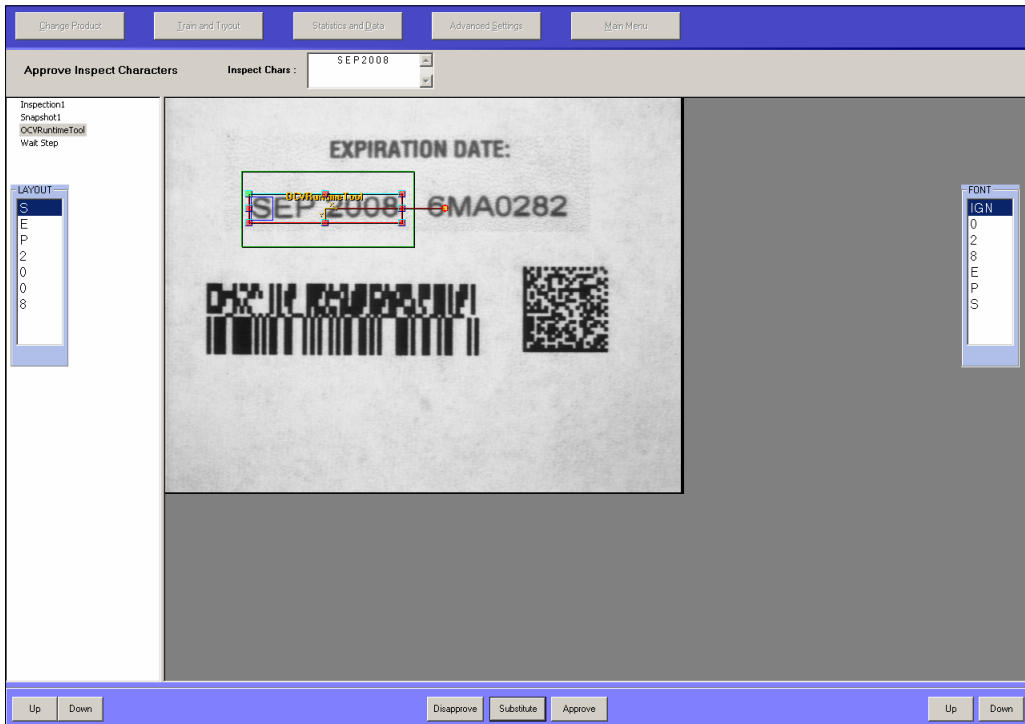 Change Product
Train and Tryout
Statistics and Data
Advanced Settings
Main Menu
Approve Inspect Characters
Inspect Chars :
SEP2008
Inspection1
Snapshot1
OCVRuntimeTool
Wait Step
LAYOUT
S
E
P
2
0
0
8
EXPIRATION DATE:
OCVRuntimeTool
SEP 2008 6MA0282
FONT
IGN
0
2
8
E
P
S
Up
Down
Disapprove
Substitute
Approve
Up
Down